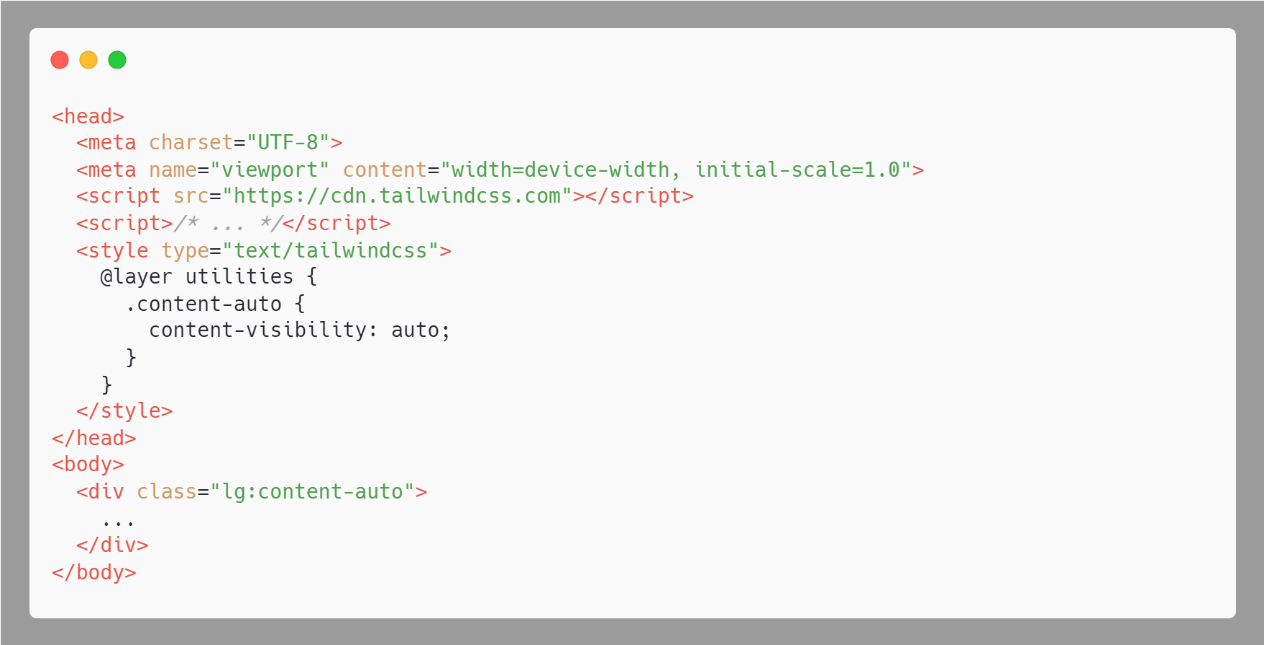 <head>
  <meta charset="UTF-8">
  <meta name="viewport" content="width=device-width, initial-scale=1.0">
  <script src="https://cdn.tailwindcss.com"></script>
  <script>/* ... */</script>
  <style type="text/tailwindcss">
    @layer utilities {
      .content-auto {
        content-visibility: auto;
      }
    }
  </style>
</head>
<body>
  <div class="lg:content-auto">
    ...
  </div>
</body>